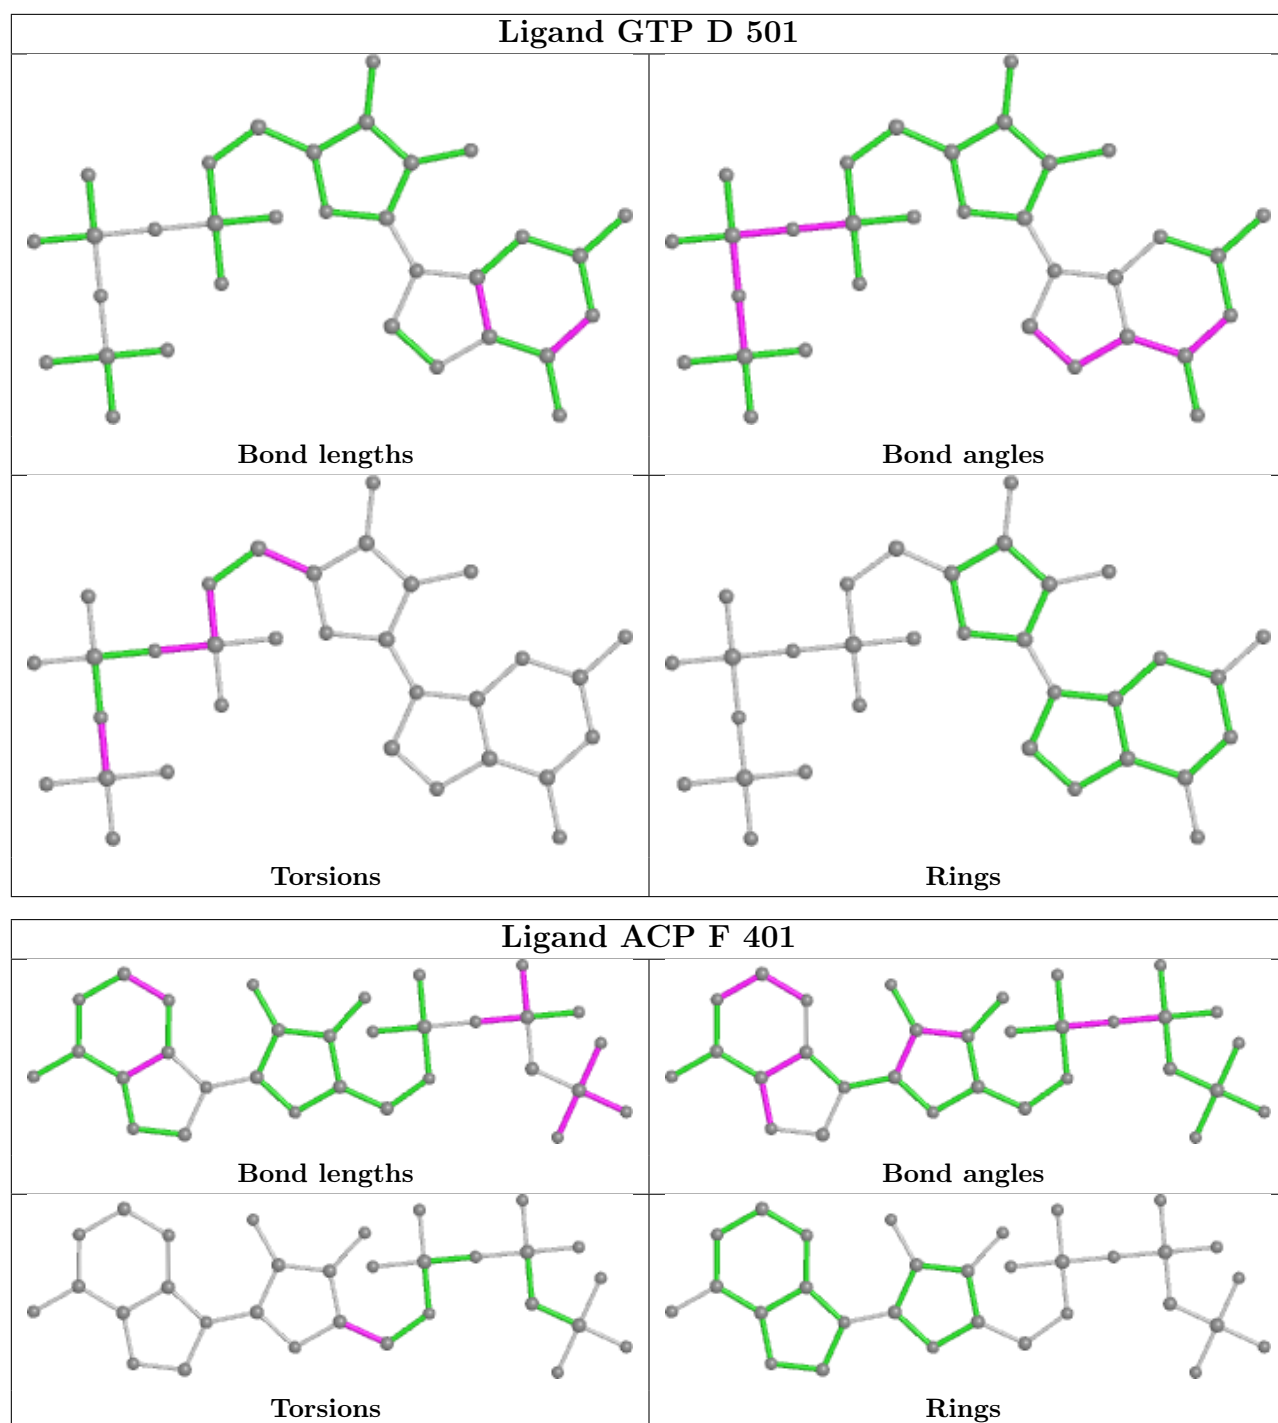 Ligand GTP D 501
Bond lengths
Bond angles
Torsions
Rings
Ligand ACP F 401
Bond lengths
Bond angles
Torsions
Rings